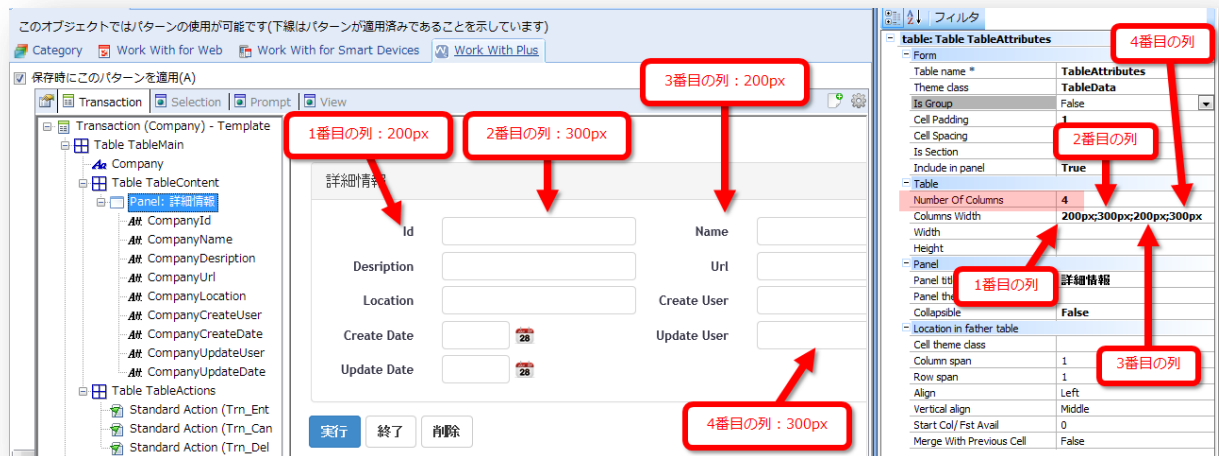 このオブジェクトではパターンの使用が可能です(下線はパターンが適用済みであることを示しています)
Category Work With for Web Work With for Smart Devices Work With Plus
保存時にこのパターンを適用(A)
Transaction Selection Prompt View
Transaction (Company) - Template
Table TableMain
Company
Table TableContent
Panel: 詳細情報
CompanyId
CompanyName
CompanyDesription
CompanyUrl
CompanyLocation
CompanyCreateUser
CompanyCreateDate
CompanyUpdateUser
CompanyUpdateDate
Table TableActions
Standard Action (Trn_Ent
Standard Action (Trn_Can
Standard Action (Trn_Del
1番目の列：200px
2番目の列：300px
3番目の列：200px
詳細情報
Id
Name
Desription
Url
Location
Create User
Create Date
28
Update User
Update Date
28
4番目の列：300px
実行 終了 削除
フィルタ
table: Table TableAttributes
4番目の列
Form
Table name * TableAttributes
Theme class TableData
Is Group False
Cell Padding 1
Cell Spacing
2番目の列
Is Section
Include in panel True
Table
Number Of Columns 4
Columns Width 200px;300px;200px;300px
Width
Height
Panel
Panel tit
詳細情報
1番目の列
Panel the
Collapsible False
Location in father table
Cell theme class
Column span 1
3番目の列
Row span 1
Align Left
Vertical align Middle
Start Col/ Fst Avail 0
Merge With Previous Cell False